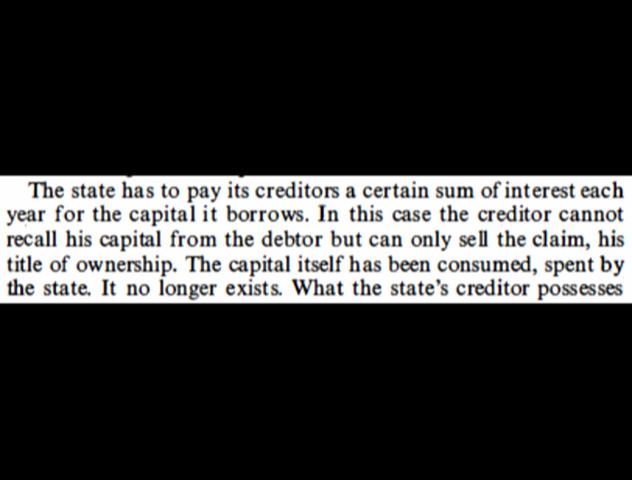 The state has to pay its creditors a certain sum of interest each
year for the capital it borrows. In this case the creditor cannot
recall his capital from the debtor but can only sell the claim, his
title of ownership. The capital itself has been consumed, spent by
the state. It no longer exists. What the state's creditor possesses